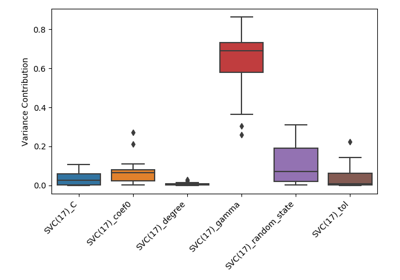 0.8
0.6
0.4
0.2
0.0
Variance Contribution
SVC(17)_C
SVC(17)_coef0
SVC(17)_degree
SVC(17)_gamma
SVC(17)_random_state
SVC(17)_tol